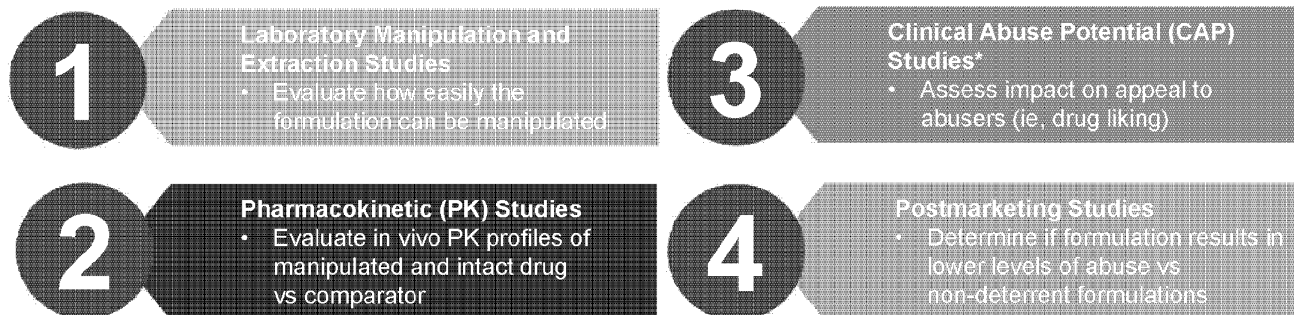 1
Laboratory Manipulation and
Extraction Studies
• Evaluate how easily the
formulation can be manipulated
2
Pharmacokinetic (PK) Studies
• Evaluate in vivo PK profiles of
manipulated and intact drug
vs comparator
3
Clinical Abuse Potential (CAP)
Studies*
• Assess impact on appeal to
abusers (ie, drug liking)
4
Postmarketing Studies
• Determine if formulation results in
lower levels of abuse vs
non-deterrent formulations